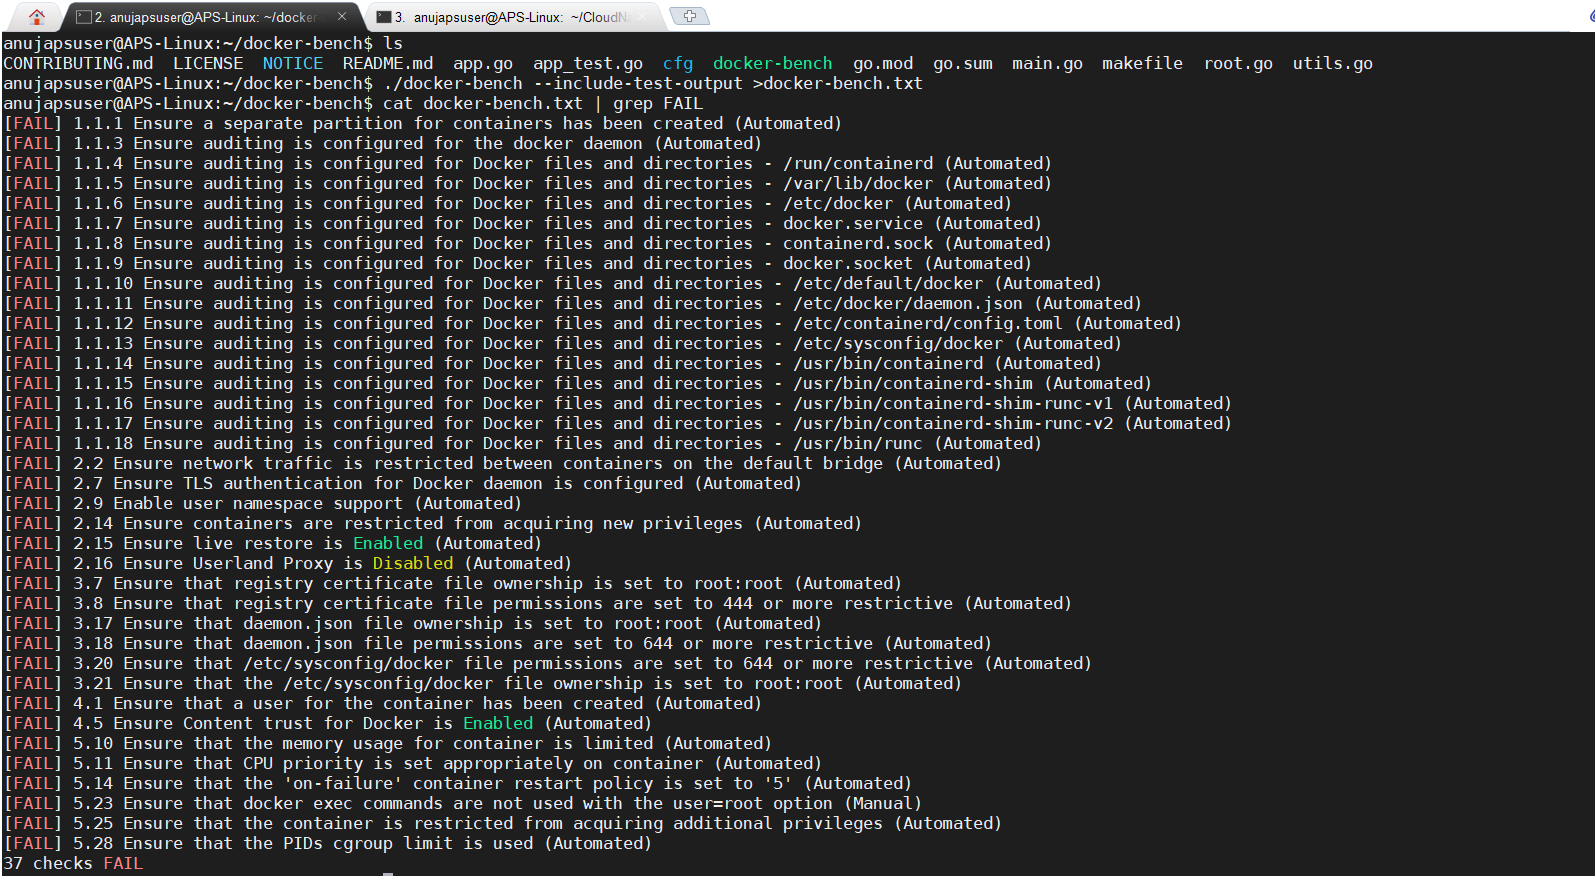 2. anujapsuser@APS-Linux: ~/docker
3. anujapsuser@APS-Linux: ~/CloudN
anujapsuser@APS-Linux:~/docker-bench$ ls
CONTRIBUTING.md LICENSE NOTICE README.md app.go app_test.go cfg docker-bench go.mod go.sum main.go makefile root.go utils.go
anujapsuser@APS-Linux:~/docker-bench$ ./docker-bench --include-test-output >docker-bench.txt
anujapsuser@APS-Linux:~/docker-bench$ cat docker-bench.txt | grep FAIL
[FAIL] 1.1.1 Ensure a separate partition for containers has been created (Automated)
[FAIL] 1.1.3 Ensure auditing is configured for the docker daemon (Automated)
[FAIL] 1.1.4 Ensure auditing is configured for Docker files and directories - /run/containerd (Automated)
[FAIL] 1.1.5 Ensure auditing is configured for Docker files and directories - /var/lib/docker (Automated)
[FAIL] 1.1.6 Ensure auditing is configured for Docker files and directories - /etc/docker (Automated)
[FAIL] 1.1.7 Ensure auditing is configured for Docker files and directories - docker.service (Automated)
[FAIL] 1.1.8 Ensure auditing is configured for Docker files and directories - containerd.sock (Automated)
[FAIL] 1.1.9 Ensure auditing is configured for Docker files and directories - docker.socket (Automated)
[FAIL] 1.1.10 Ensure auditing is configured for Docker files and directories - /etc/default/docker (Automated)
[FAIL] 1.1.11 Ensure auditing is configured for Docker files and directories - /etc/docker/daemon.json (Automated)
[FAIL] 1.1.12 Ensure auditing is configured for Docker files and directories - /etc/containerd/config.toml (Automated)
[FAIL] 1.1.13 Ensure auditing is configured for Docker files and directories - /etc/sysconfig/docker (Automated)
[FAIL] 1.1.14 Ensure auditing is configured for Docker files and directories - /usr/bin/containerd (Automated)
[FAIL] 1.1.15 Ensure auditing is configured for Docker files and directories - /usr/bin/containerd-shim (Automated)
[FAIL] 1.1.16 Ensure auditing is configured for Docker files and directories - /usr/bin/containerd-shim-runc-v1 (Automated)
[FAIL] 1.1.17 Ensure auditing is configured for Docker files and directories - /usr/bin/containerd-shim-runc-v2 (Automated)
[FAIL] 1.1.18 Ensure auditing is configured for Docker files and directories - /usr/bin/runc (Automated)
[FAIL] 2.2 Ensure network traffic is restricted between containers on the default bridge (Automated)
[FAIL] 2.7 Ensure TLS authentication for Docker daemon is configured (Automated)
[FAIL] 2.9 Enable user namespace support (Automated)
[FAIL] 2.14 Ensure containers are restricted from acquiring new privileges (Automated)
[FAIL] 2.15 Ensure live restore is Enabled (Automated)
[FAIL] 2.16 Ensure Userland Proxy is Disabled (Automated)
[FAIL] 3.7 Ensure that registry certificate file ownership is set to root:root (Automated)
[FAIL] 3.8 Ensure that registry certificate file permissions are set to 444 or more restrictive (Automated)
[FAIL] 3.17 Ensure that daemon.json file ownership is set to root:root (Automated)
[FAIL] 3.18 Ensure that daemon.json file permissions are set to 644 or more restrictive (Automated)
[FAIL] 3.20 Ensure that /etc/sysconfig/docker file permissions are set to 644 or more restrictive (Automated)
[FAIL] 3.21 Ensure that the /etc/sysconfig/docker file ownership is set to root:root (Automated)
[FAIL] 4.1 Ensure that a user for the container has been created (Automated)
[FAIL] 4.5 Ensure Content trust for Docker is Enabled (Automated)
[FAIL] 5.10 Ensure that the memory usage for container is limited (Automated)
[FAIL] 5.11 Ensure that CPU priority is set appropriately on container (Automated)
[FAIL] 5.14 Ensure that the 'on-failure' container restart policy is set to '5' (Automated)
[FAIL] 5.23 Ensure that docker exec commands are not used with the user=root option (Manual)
[FAIL] 5.25 Ensure that the container is restricted from acquiring additional privileges (Automated)
[FAIL] 5.28 Ensure that the PIDs cgroup limit is used (Automated)
37 checks FAIL